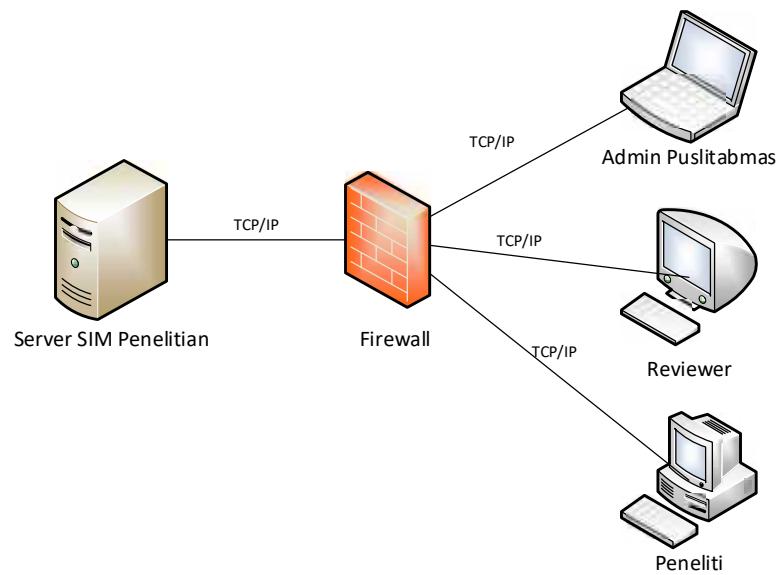 TCP/IP
Admin Puslitabmas
TCP/IP
TCP/IP
Server SIM Penelitian
Firewall
TCP/IP
Reviewer
Peneliti